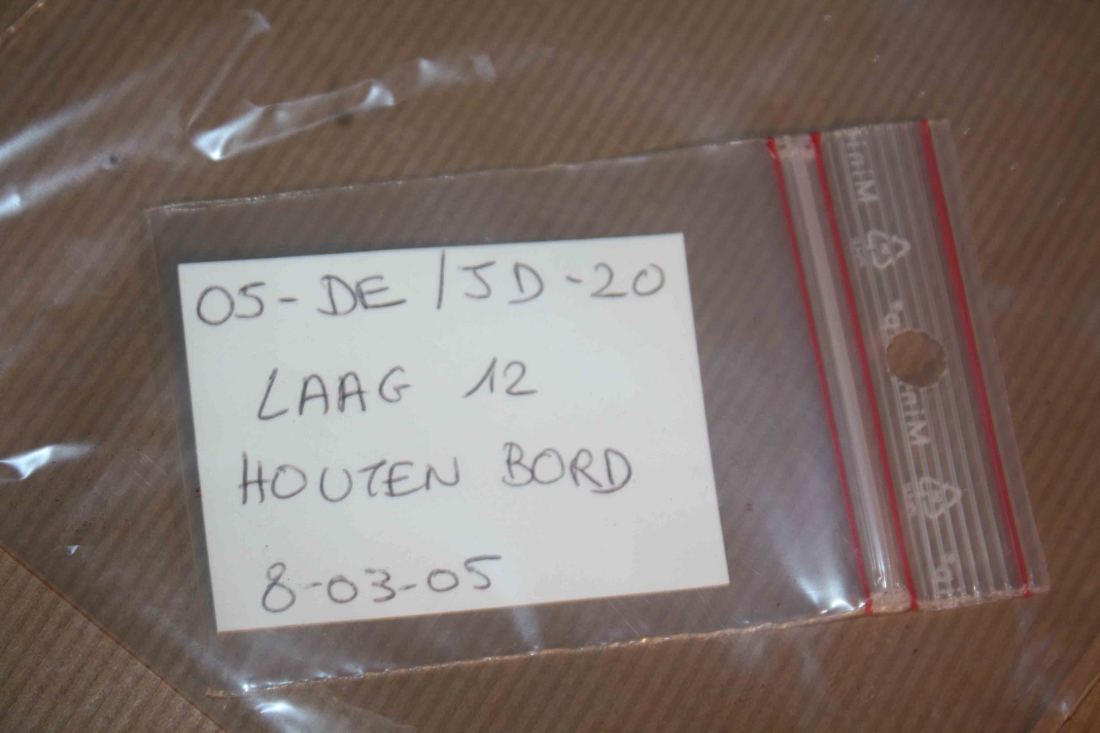 05-DE/JD-20
LAAG 12
HOUTEN BORD
8-03-05